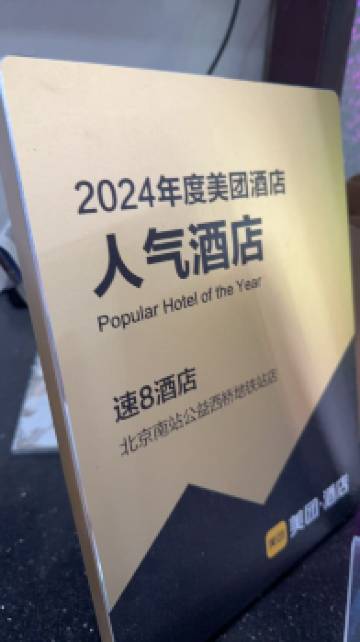 2024年度美团酒店
人气酒店
Popular Hotel of the Year
速8酒店
北京南站公益西桥地铁站店
美团 美团·酒店